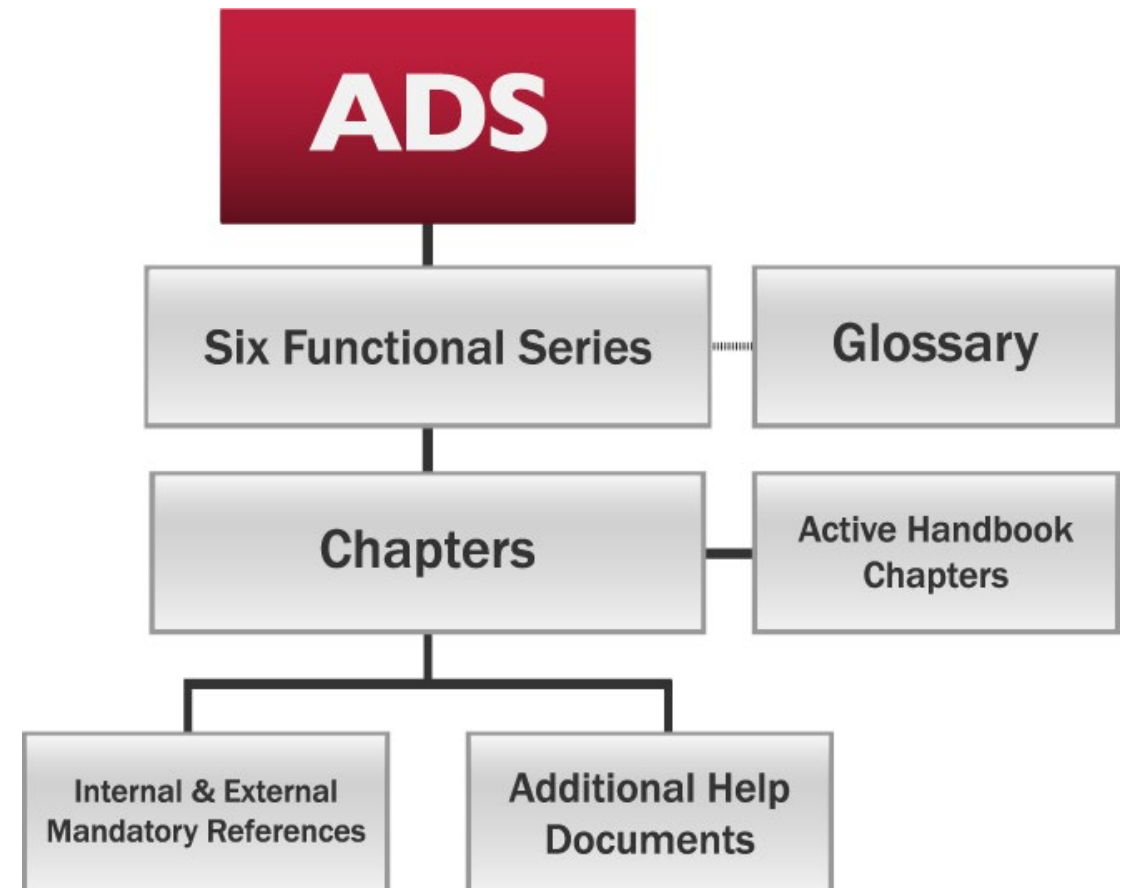 ADS
Six Functional Series
Glossary
Chapters
Active Handbook
Chapters
Internal & External
Mandatory References
Additional Help
Documents